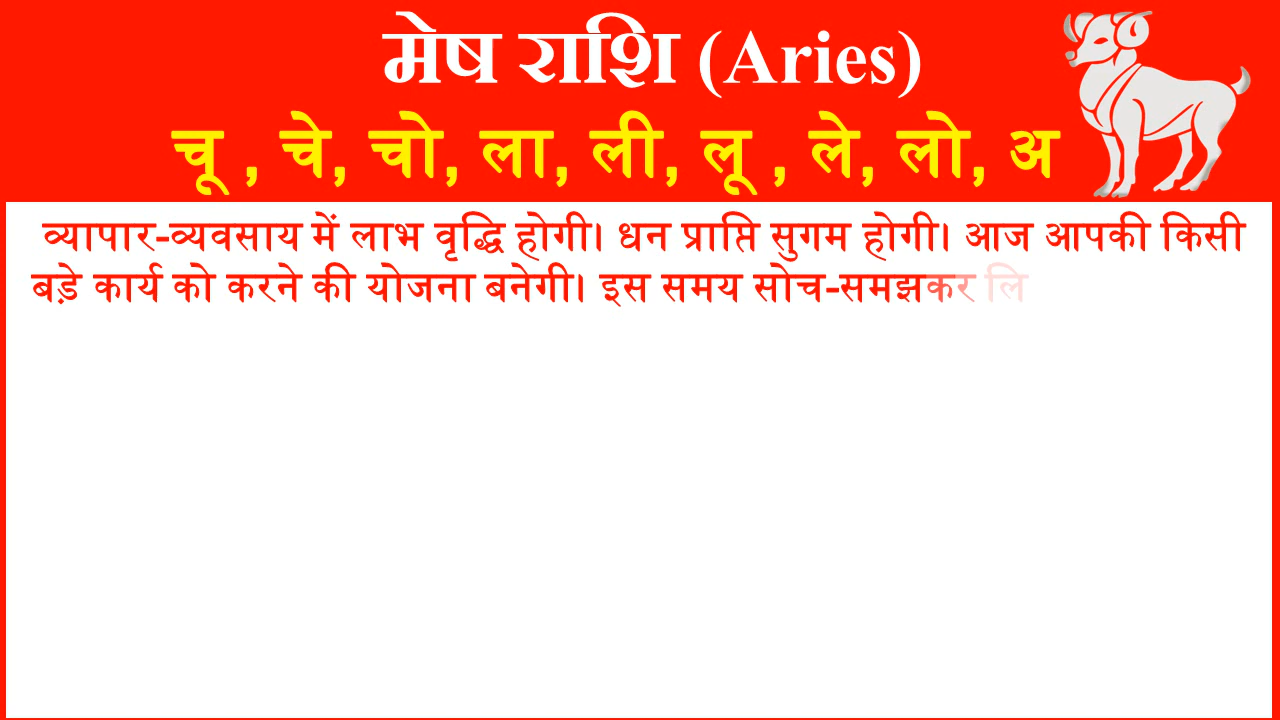 मेष राशि (Aries)
चू , चे, चो, ला, ली, लू , ले, लो, अ
व्यापार-व्यवसाय में लाभ वृद्धि होगी। धन प्राप्ति सुगम होगी। आज आपकी किसी
बड़े कार्य को करने की योजना बनेगी। इस समय सोच-समझकर लि